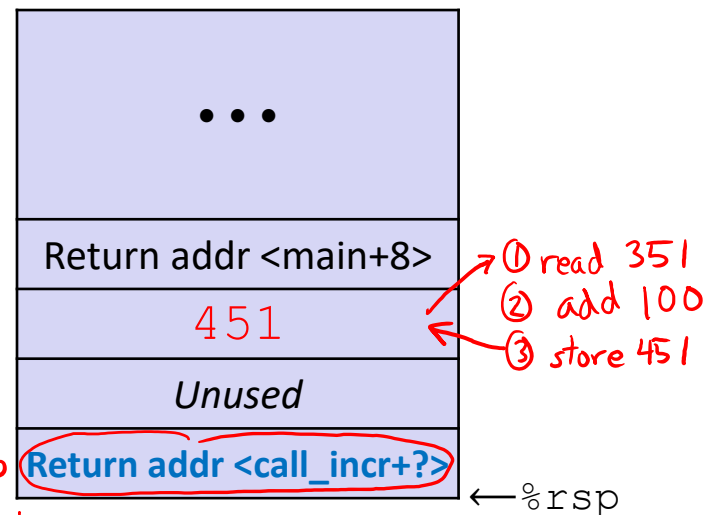 •••
Return addr <main+8>
① read 351
② add 100
451
③ store 451
Unused
Return addr <call_incr+?>
←%rsp